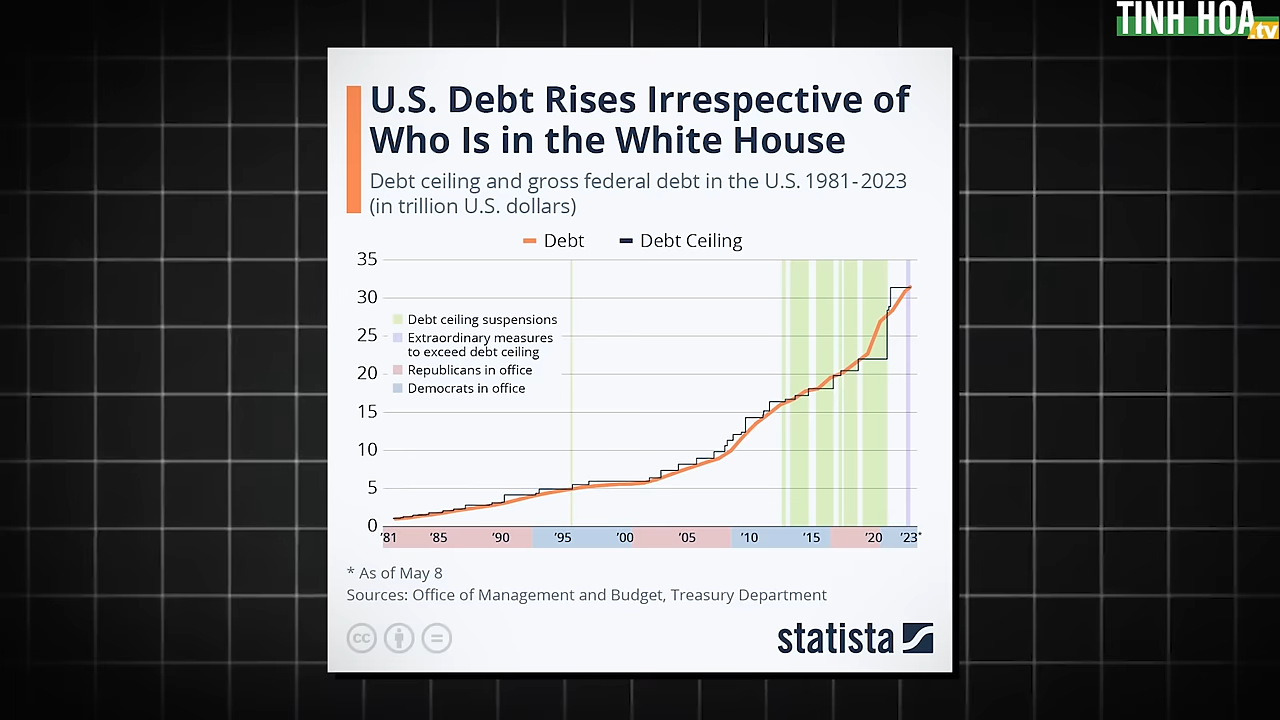 TINH HOA
.tv
U.S. Debt Rises Irrespective of
Who Is in the White House
Debt ceiling and gross federal debt in the U.S. 1981-2023
(in trillion U.S. dollars)
Debt Debt Ceiling
35
30
25
20
15
10
5
0
Debt ceiling suspensions
Extraordinary measures
to exceed debt ceiling
Republicans in office
Democrats in office
'81 '85 '90 '95 '00 '05 '10 '15 '20 '23*
* As of May 8
Sources: Office of Management and Budget, Treasury Department
cc
statista